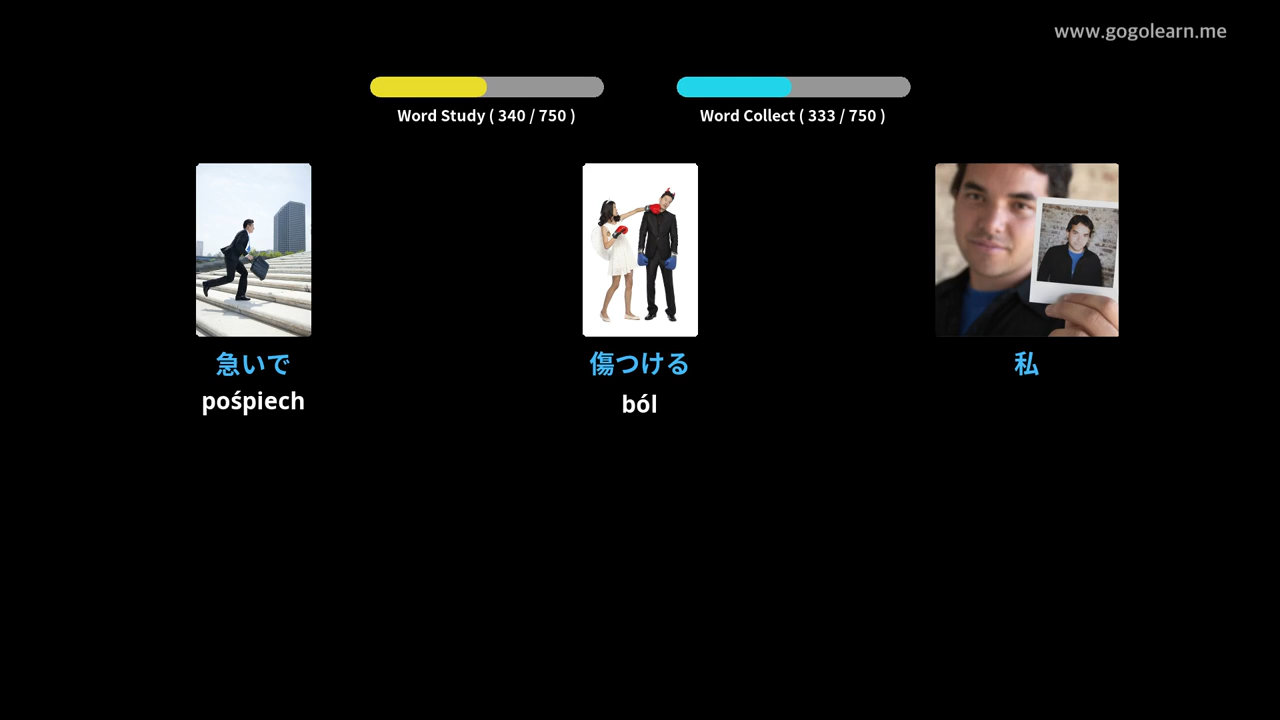 www.gogolearn.me
Word Study ( 340 / 750 )
Word Collect ( 333 / 750 )
急いで
傷つける
私
pośpiech
ból